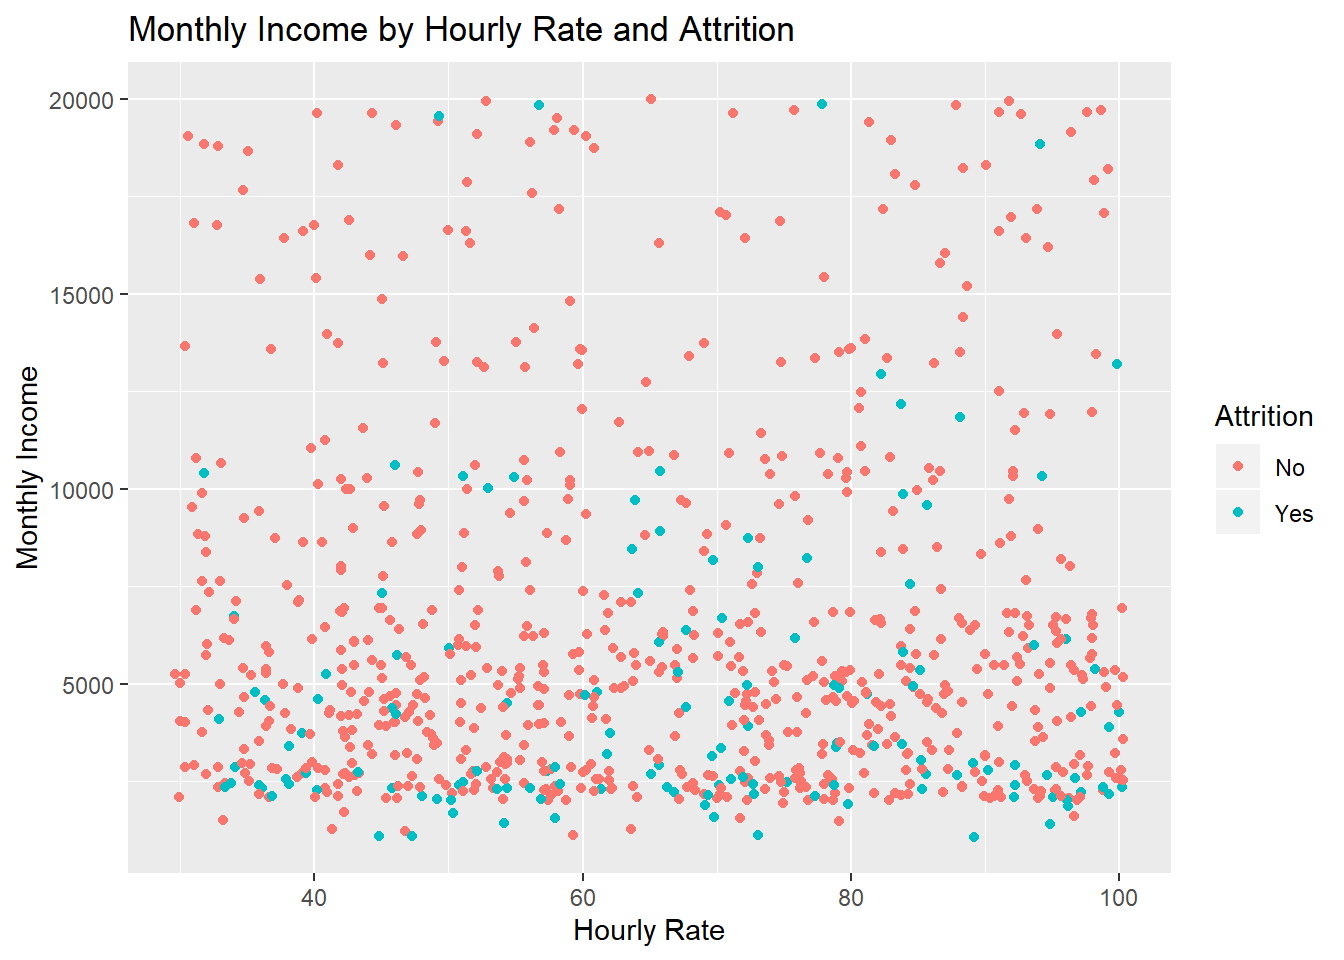 Monthly Income by Hourly Rate and Attrition
20000
15000
10000
5000
Monthly Income
40
60
80
100
Hourly Rate
Attrition
No
Yes